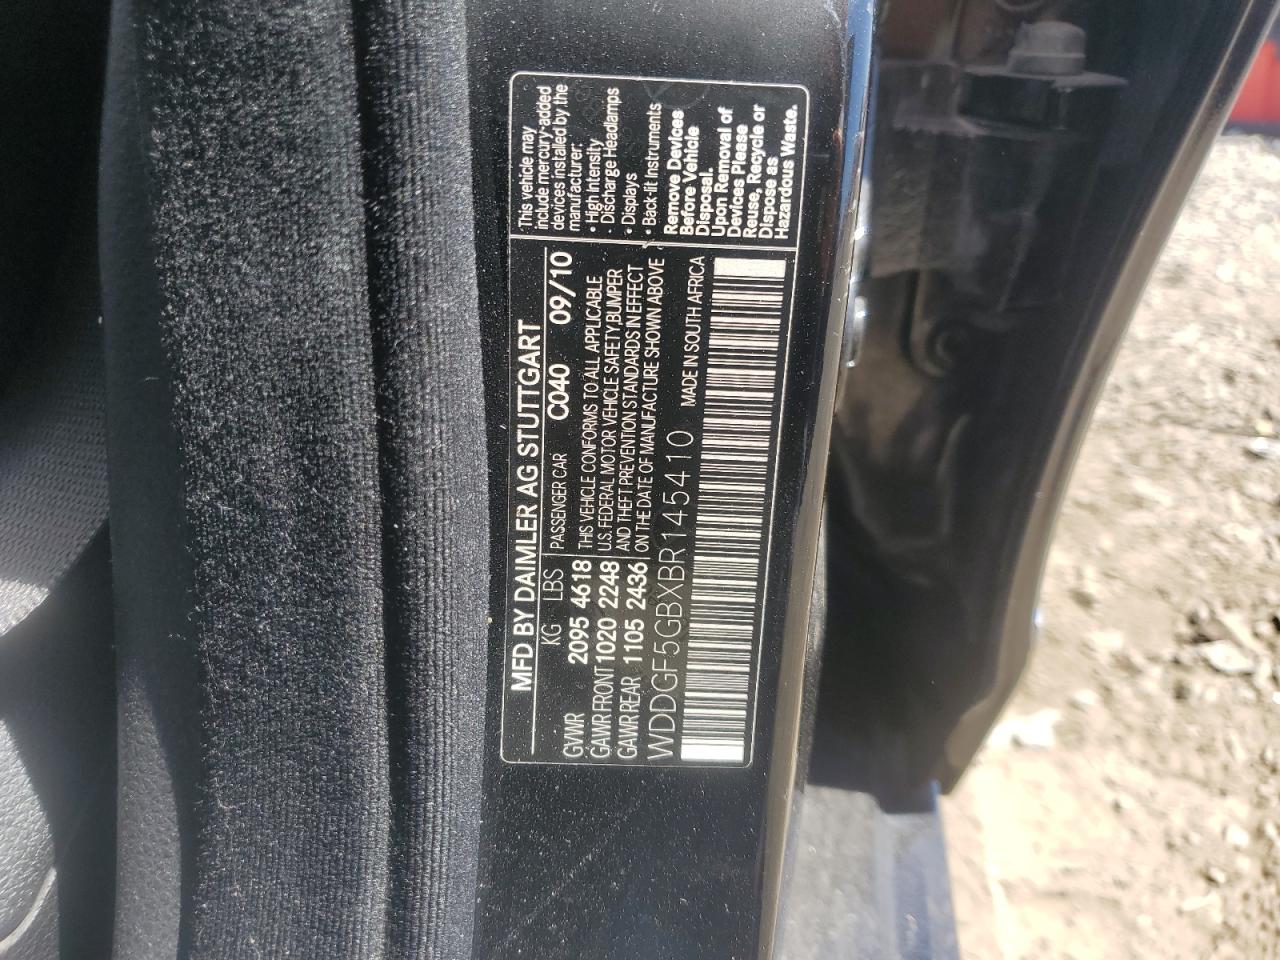 MFD BY DAIMLER AG STUTTGART
KG LBS PASSENGER CAR C040 09/10
GVWR 2095 4618 THIS VEHICLE CONFORMS TO ALL APPLICABLE
GAWR FRONT 1020 2248 U.S. FEDERAL MOTOR VEHICLE SAFETY, BUMPER
GAWR REAR 1105 2436 AND THEFT PREVENTION STANDARDS IN EFFECT
ON THE DATE OF MANUFACTURE SHOWN ABOVE
WDDGF5GBXBR145410 MADE IN SOUTH AFRICA
• This vehicle may
include mercury-added
devices installed by the
manufacturer:
• High Intensity
- Discharge Headlamps
• Displays
• Back-lit Instruments
Remove Devices
Before Vehicle
Disposal.
Upon Removal of
Devices Please
Reuse, Recycle or
Dispose as
Hazardous Waste.